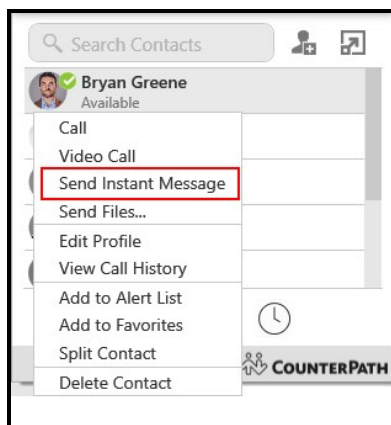 Search Contacts
Bryan Greene
Available
Call
Video Call
Send Instant Message
Send Files...
Edit Profile
View Call History
Add to Alert List
Add to Favorites
Split Contact
Delete Contact
COUNTERPATH